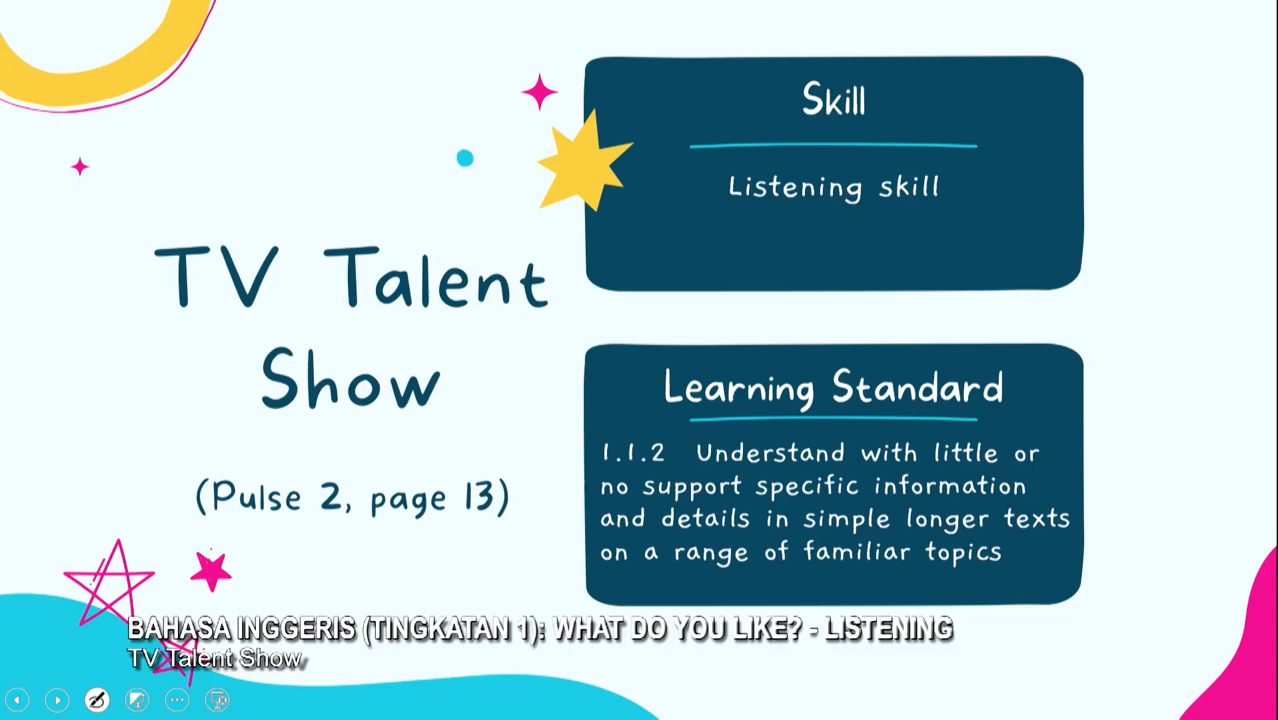 TV Talent
Show
(Pulse 2, page 13)
Skill
Listening skill
Learning Standard
1.1.2 Understand with little or
no support specific information
and details in simple longer texts
on a range of familiar topics
BAHASA INGGERIS (TINGKATAN 1): WHAT DO YOU LIKE? - LISTENING
TV Talent Show